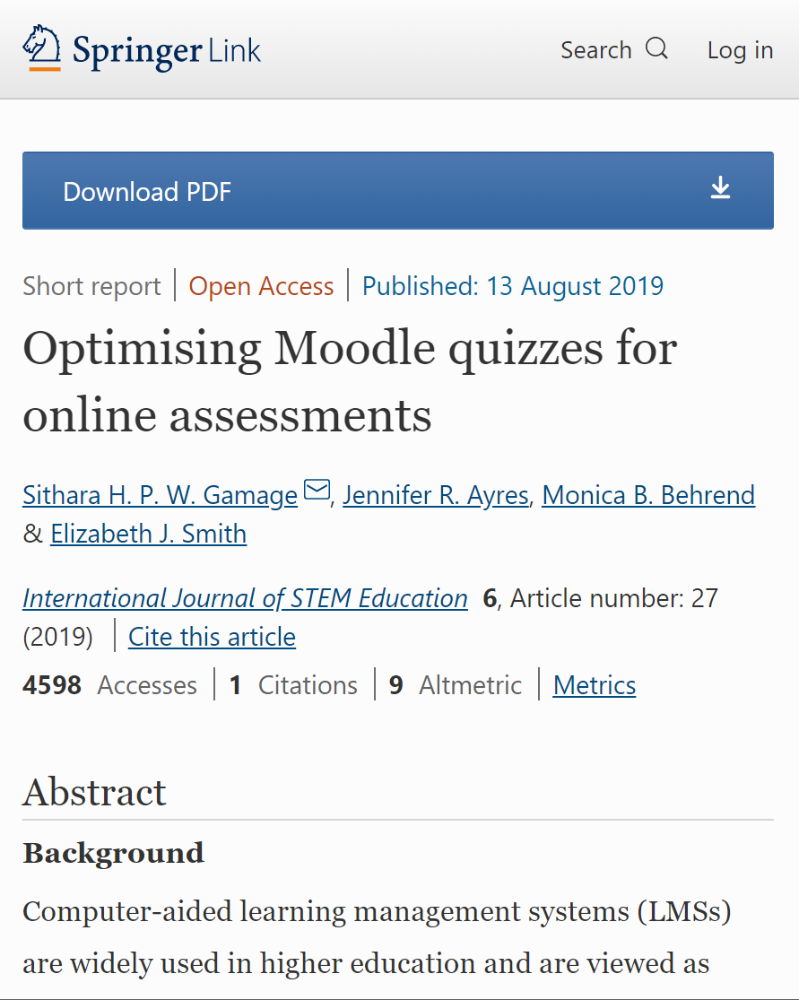 Springer Link
Search
Log in
Download PDF
Short report | Open Access | Published: 13 August 2019
Optimising Moodle quizzes for
online assessments
Sithara H. P. W. Gamage, Jennifer R. Ayres, Monica B. Behrend
& Elizabeth J. Smith
International Journal of STEM Education 6, Article number: 27
(2019) | Cite this article
4598 Accesses | 1 Citations | 9 Altmetric | Metrics
Abstract
Background
Computer-aided learning management systems (LMSs)
are widely used in higher education and are viewed as